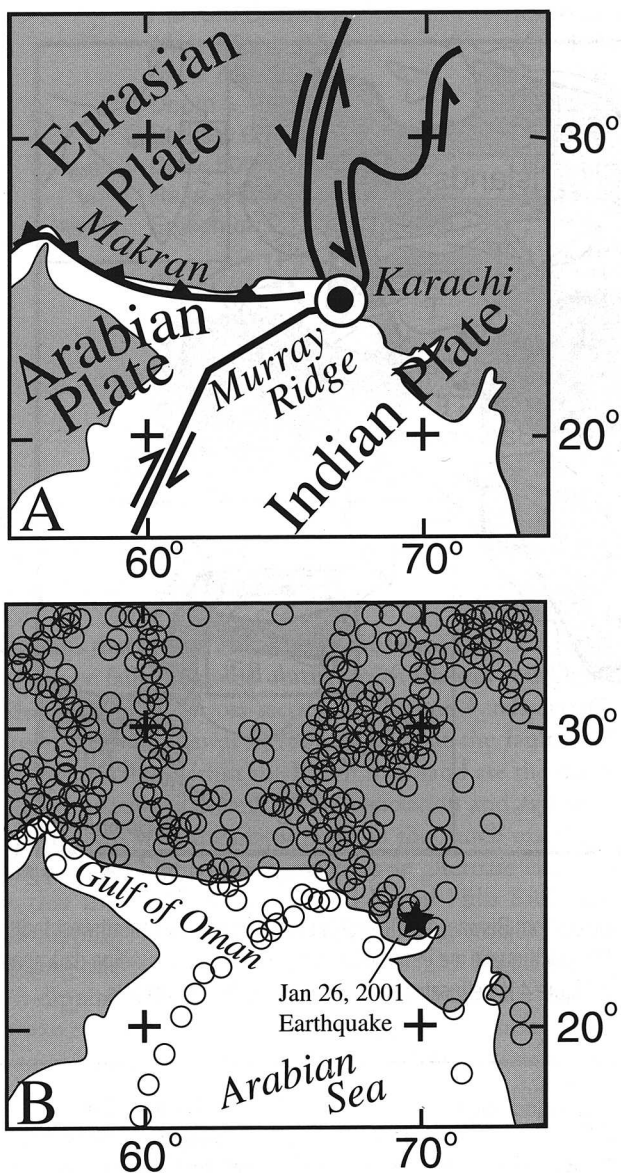 Eurasian
Plate
30°
Makran
Karachi
Arabian
Plate
Murray
Ridge
Indian Plate
20°
A
60°
70°
30°
Gulf of Oman
Jan 26, 2001
Earthquake
20°
Arabian
Sea
B
60°
70°